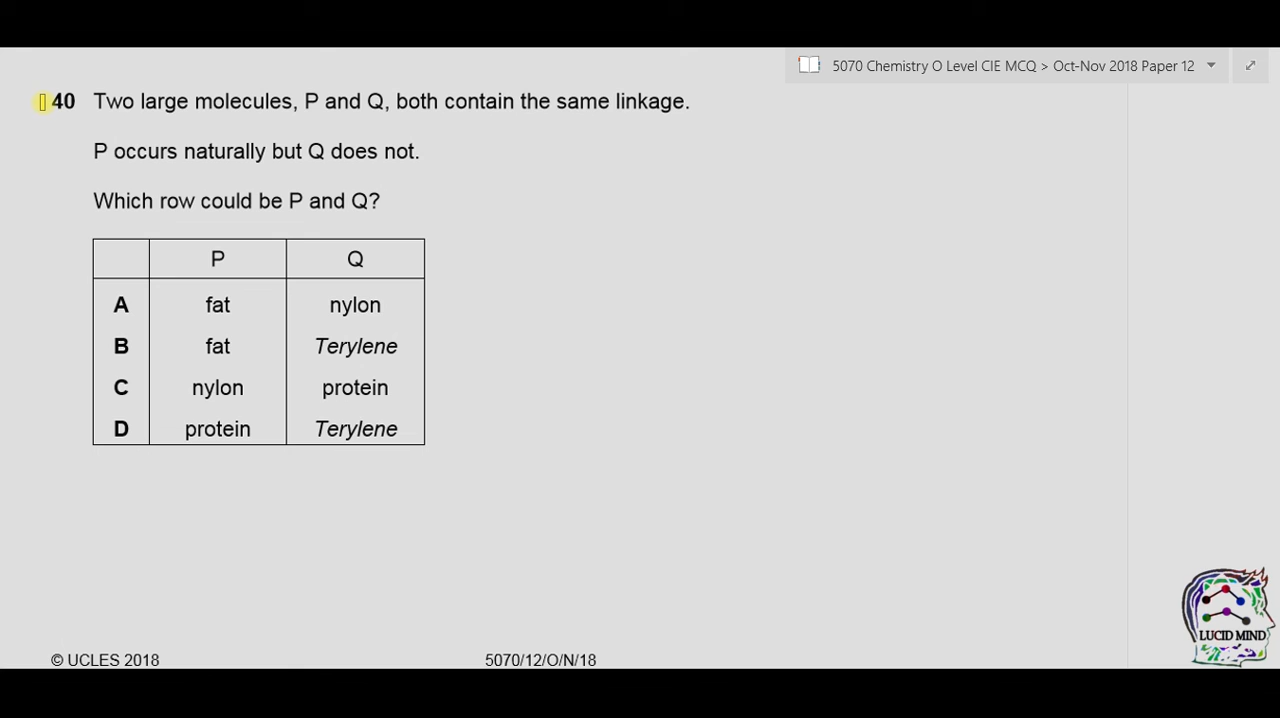 5070 Chemistry O Level CIE MCQ > Oct-Nov 2018 Paper 12
40 Two large molecules, P and Q, both contain the same linkage.
P occurs naturally but Q does not.
Which row could be P and Q?
P Q
A fat nylon
B fat Terylene
C nylon protein
D protein Terylene
LUCID MIND
© UCLES 2018 5070/12/O/N/18